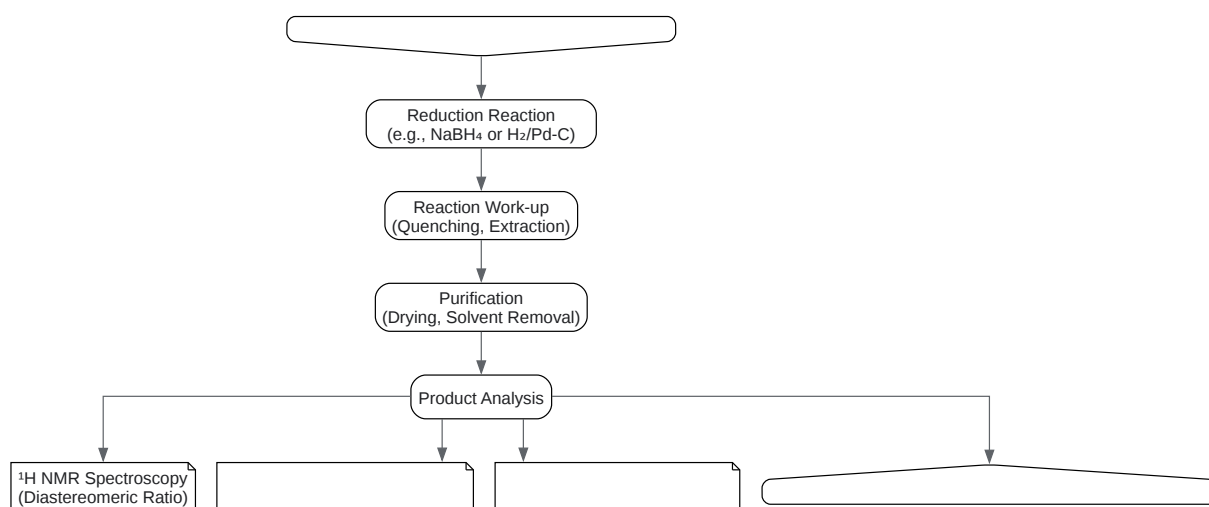 Reduction Reaction
(e.g., NaBH₄ or H₂/Pd-C)
Reaction Work-up
(Quenching, Extraction)
Purification
(Drying, Solvent Removal)
Product Analysis
¹H NMR Spectroscopy
(Diastereomeric Ratio)